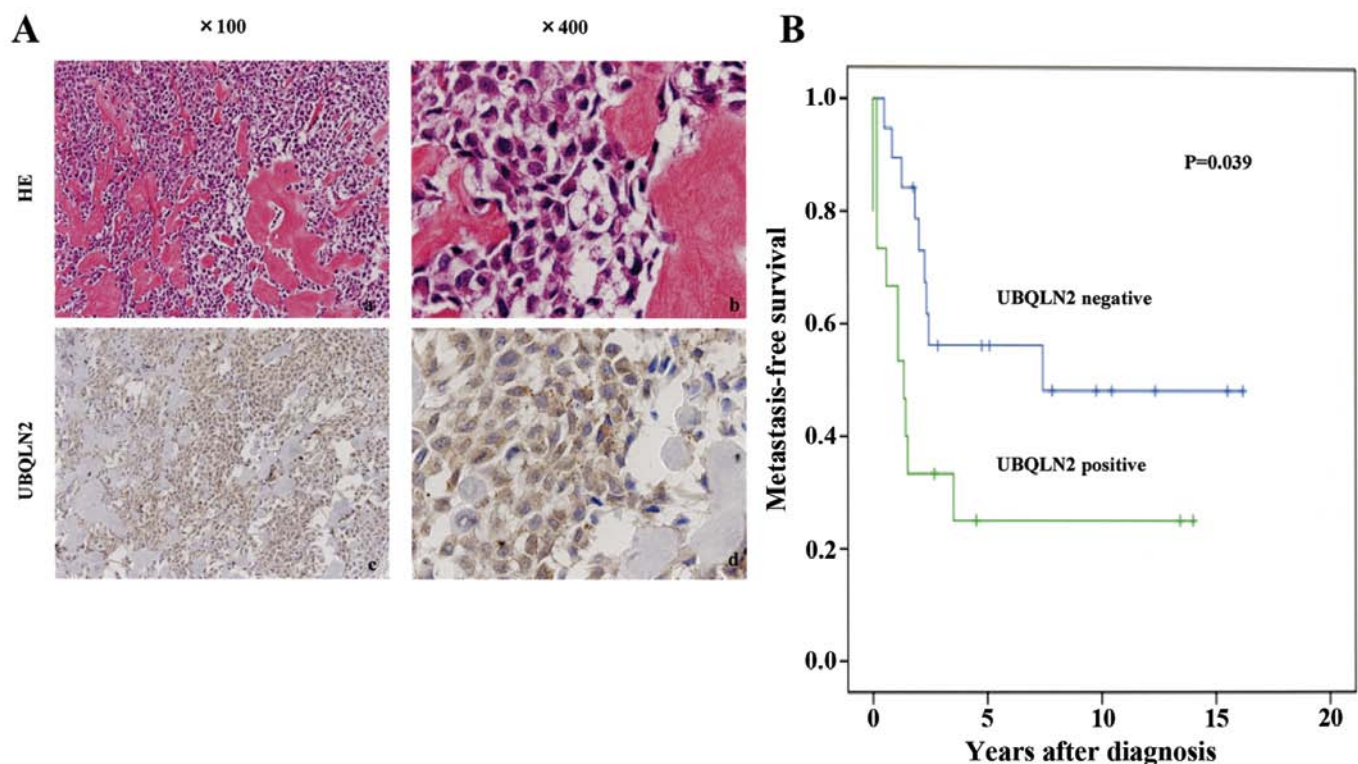 A
×100
×400
B
HE
a
b
UBQLN2
c
d
1.0
0.8
0.6
0.4
0.2
0.0
Metastasis-free survival
P=0.039
UBQLN2 negative
UBQLN2 positive
0
5
10
15
20
Years after diagnosis